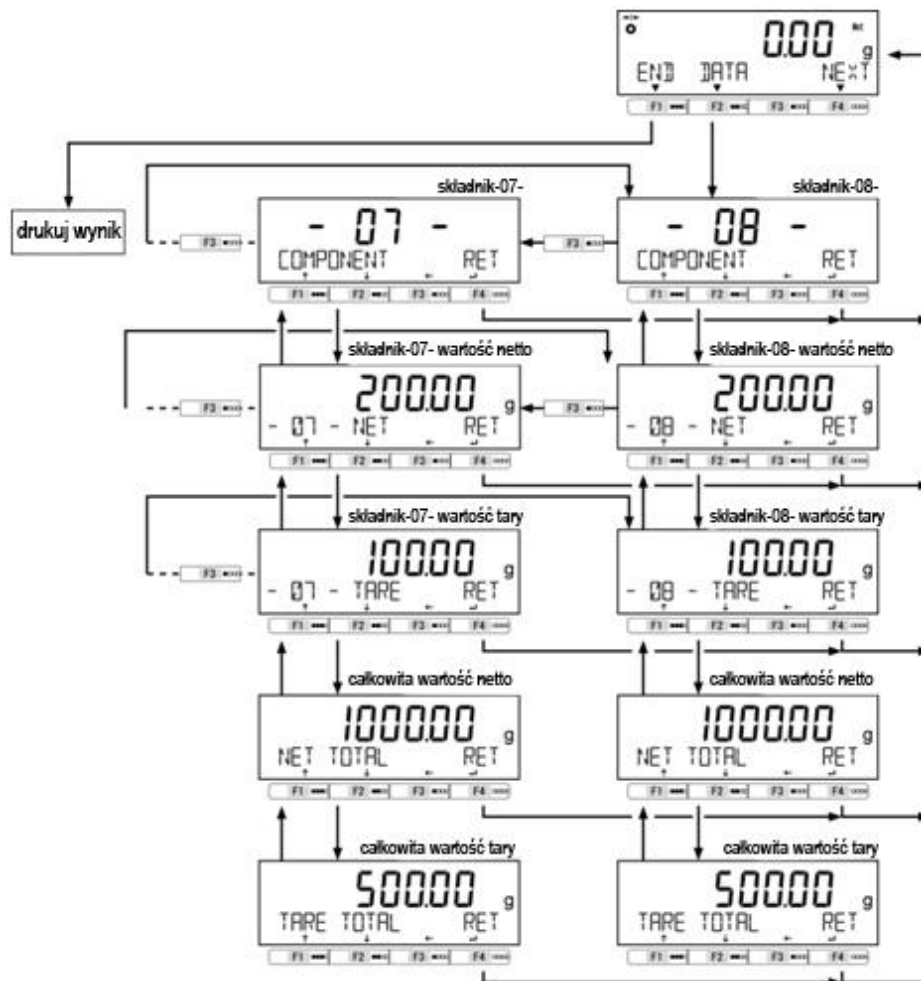 0.00 g
END DATA NEXT
F1 F2 F3 F4
drukuj wynik
składnik-07-
- 07 -
COMPONENT RET
F1 F2 F3 F4
F3
składnik-08-
- 08 -
COMPONENT RET
F1 F2 F3 F4
F3
składnik-07- wartość netto
200.00 g
- 07 - NET RET
F1 F2 F3 F4
F3
składnik-08- wartość netto
200.00 g
- 08 - NET RET
F1 F2 F3 F4
F3
składnik-07- wartość tary
100.00 g
- 07 - TARE RET
F1 F2 F3 F4
F3
składnik-08- wartość tary
100.00 g
- 08 - TARE RET
F1 F2 F3 F4
całkowita wartość netto
1000.00 g
NET TOTAL RET
F1 F2 F3 F4
całkowita wartość netto
1000.00 g
NET TOTAL RET
F1 F2 F3 F4
całkowita wartość tary
500.00 g
TARE TOTAL RET
F1 F2 F3 F4
całkowita wartość tary
500.00 g
TARE TOTAL RET
F1 F2 F3 F4